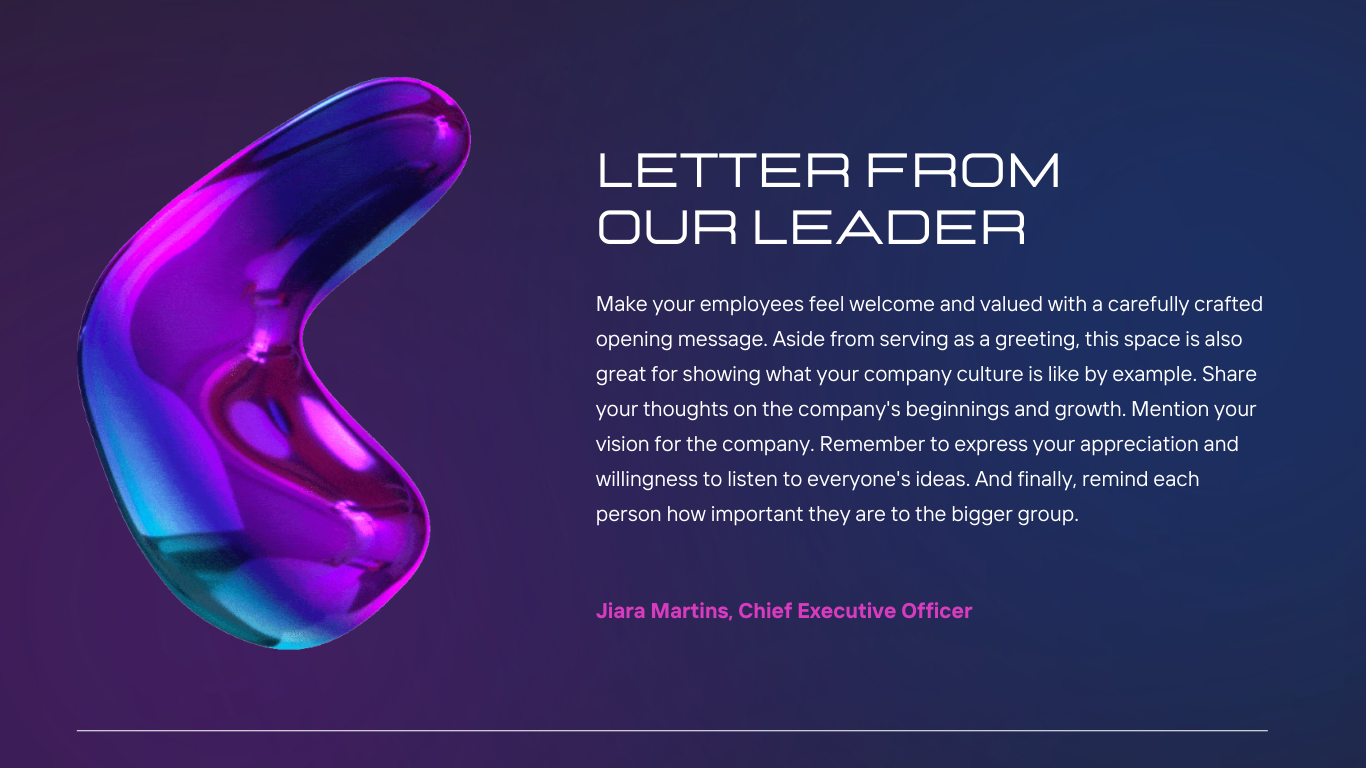 LETTER FROM
OUR LEADER
Make your employees feel welcome and valued with a carefully crafted
opening message. Aside from serving as a greeting, this space is also
great for showing what your company culture is like by example. Share
your thoughts on the company's beginnings and growth. Mention your
vision for the company. Remember to express your appreciation and
willingness to listen to everyone's ideas. And finally, remind each
person how important they are to the bigger group.
Jiara Martins, Chief Executive Officer